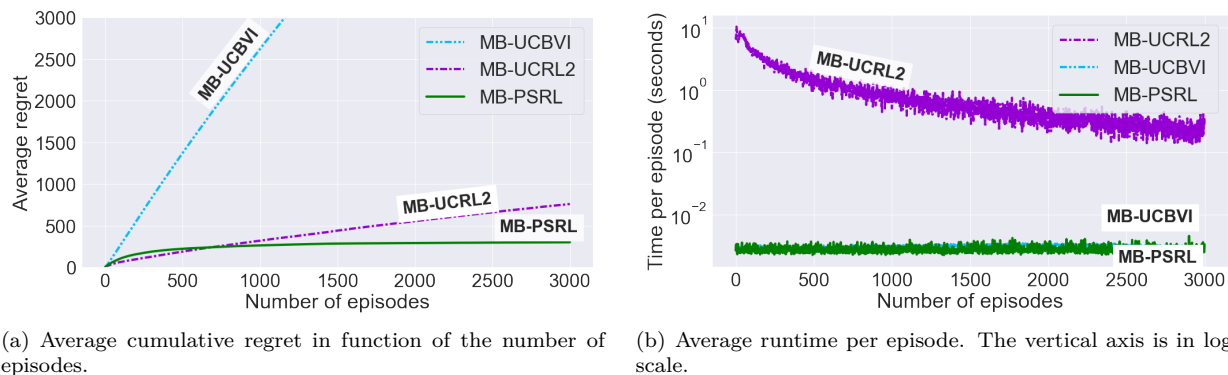 3000
2500
2000
1500
1000
500
0
Average regret
MB-UCBVI
MB-UCBVI
MB-UCRL2
MB-PSRL
MB-UCRL2
MB-PSRL
0 500 1000 1500 2000 2500 3000
Number of episodes
(a) Average cumulative regret in function of the number of
episodes.
10^1
10^0
10^−1
10^−2
Time per episode (seconds)
MB-UCRL2
MB-UCRL2
MB-UCBVI
MB-PSRL
MB-UCBVI
MB-PSRL
0 500 1000 1500 2000 2500 3000
Number of episodes
(b) Average runtime per episode. The vertical axis is in log
scale.